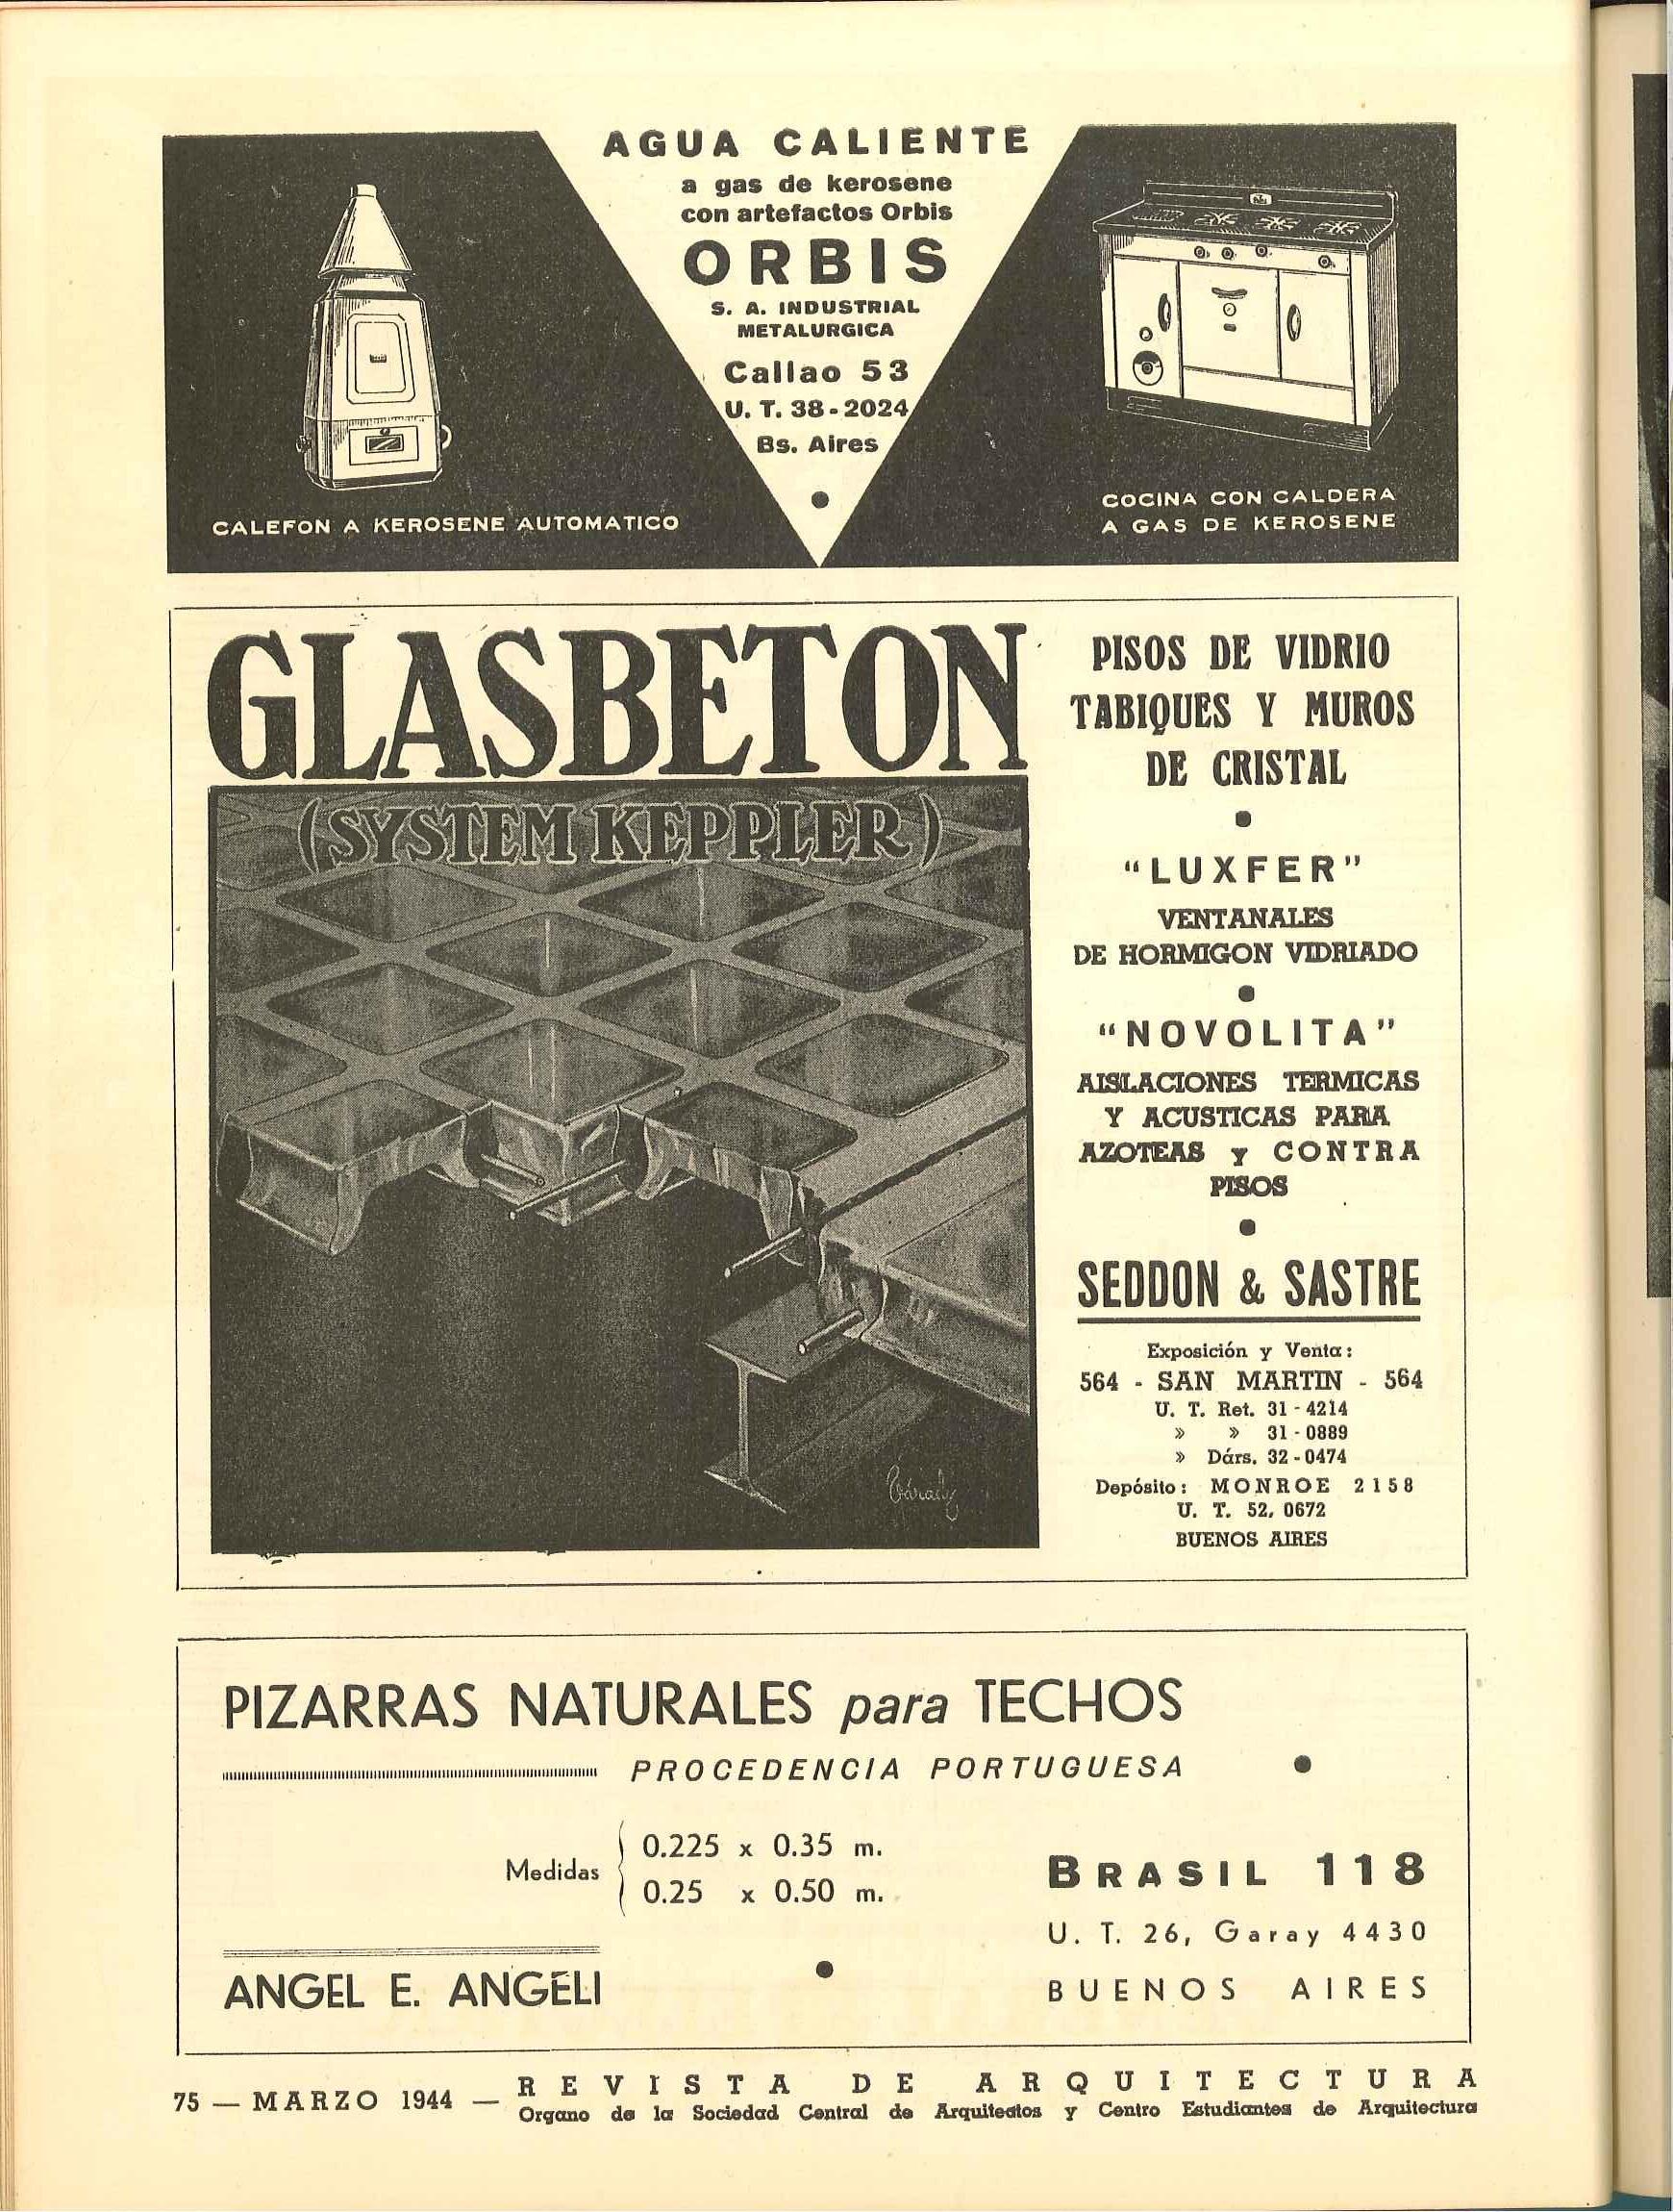 AGUA CALIENTE
a gas de kerosene
con artefactos Orbis
ORBIS
S. A. INDUSTRIAL
METALURGICA
Callao 53
U. T. 38-2024
Bs. Aires
CALEFON A KEROSENE AUTOMATICO
COCINA CON CALDERA
A GAS DE KEROSENE
GLASBETON
(SYSTEM KEPPLER)
PISOS DE VIDRIO
TABIQUES Y MUROS
DE CRISTAL
"LUXFER"
VENTANALES
DE HORMIGON VIDRIADO
"NOVOLITA"
AISLACIONES TERMICAS
Y ACUSTICAS PARA
AZOTEAS y CONTRA
PISOS
SEDDON & SASTRE
Exposición y Venta:
564 - SAN MARTIN - 564
U. T. Ret. 31-4214
» » 31-0889
» Dárs. 32-0474
Depósito: MONROE 2158
U. T. 52, 0672
BUENOS AIRES
PIZARRAS NATURALES para TECHOS
PROCEDENCIA PORTUGUESA
Medidas
0.225 x 0.35 m.
0.25 x 0.50 m.
ANGEL E. ANGELI
BRASIL 118
U. T. 26, Garay 4430
BUENOS AIRES
75 — MARZO 1944 — REVISTA DE ARQUITECTURA
Organo de la Sociedad Central de Arquitectos y Centro Estudiantes de Arquitectura